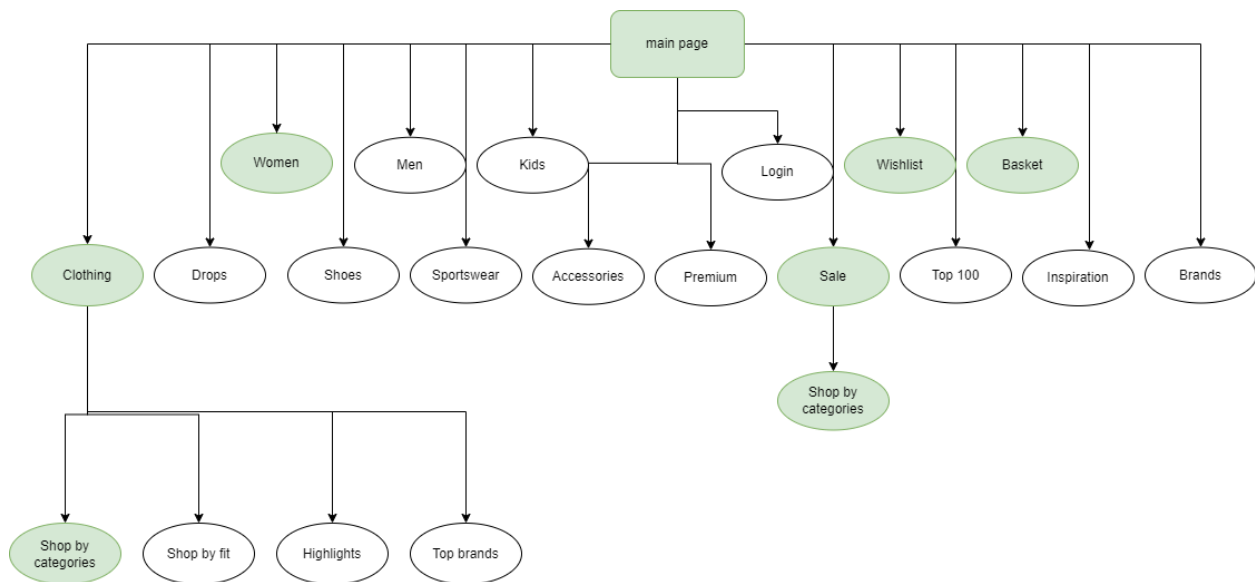 main page
Women
Men
Kids
Login
Wishlist
Basket
Clothing
Drops
Shoes
Sportswear
Accessories
Premium
Sale
Top 100
Inspiration
Brands
Shop by
categories
Shop by
categories
Shop by fit
Highlights
Top brands